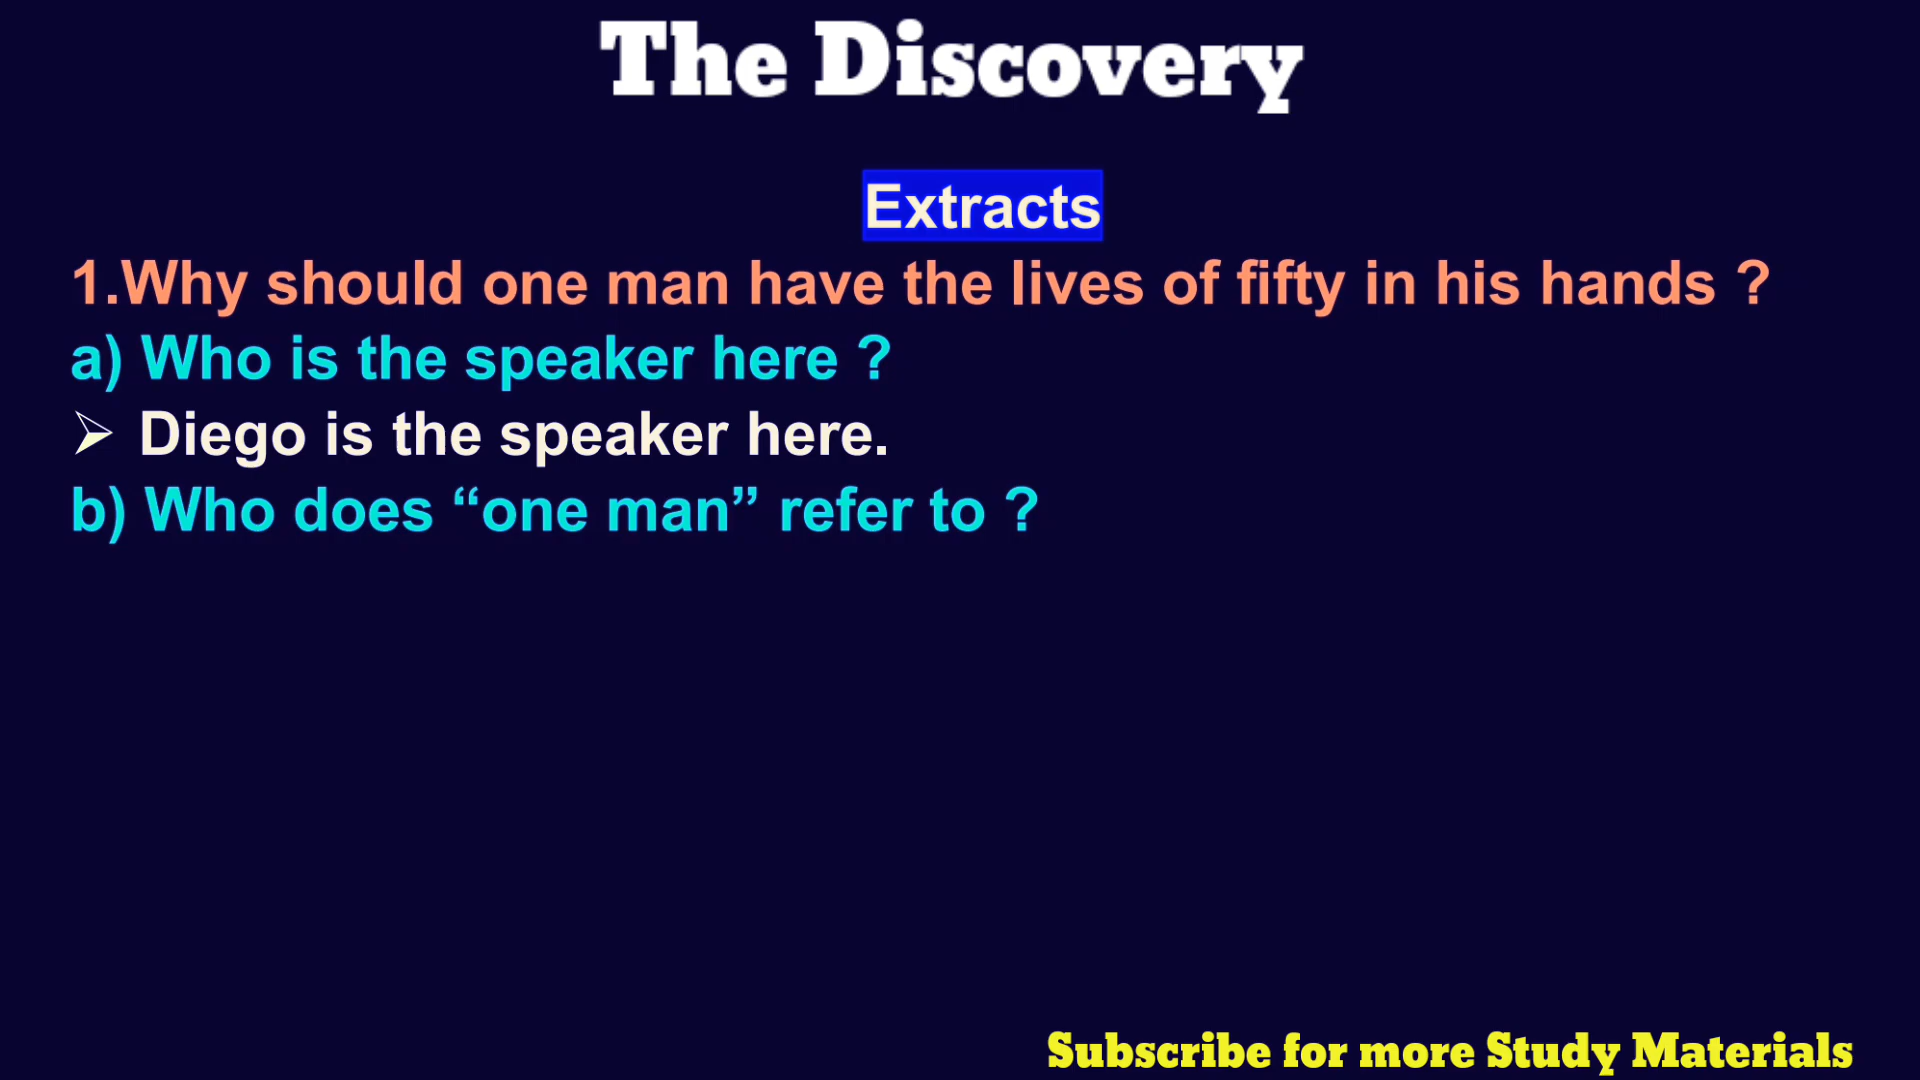 The Discovery
Extracts
1.Why should one man have the lives of fifty in his hands ?
a) Who is the speaker here ?
➢ Diego is the speaker here.
b) Who does “one man” refer to ?
Subscribe for more Study Materials